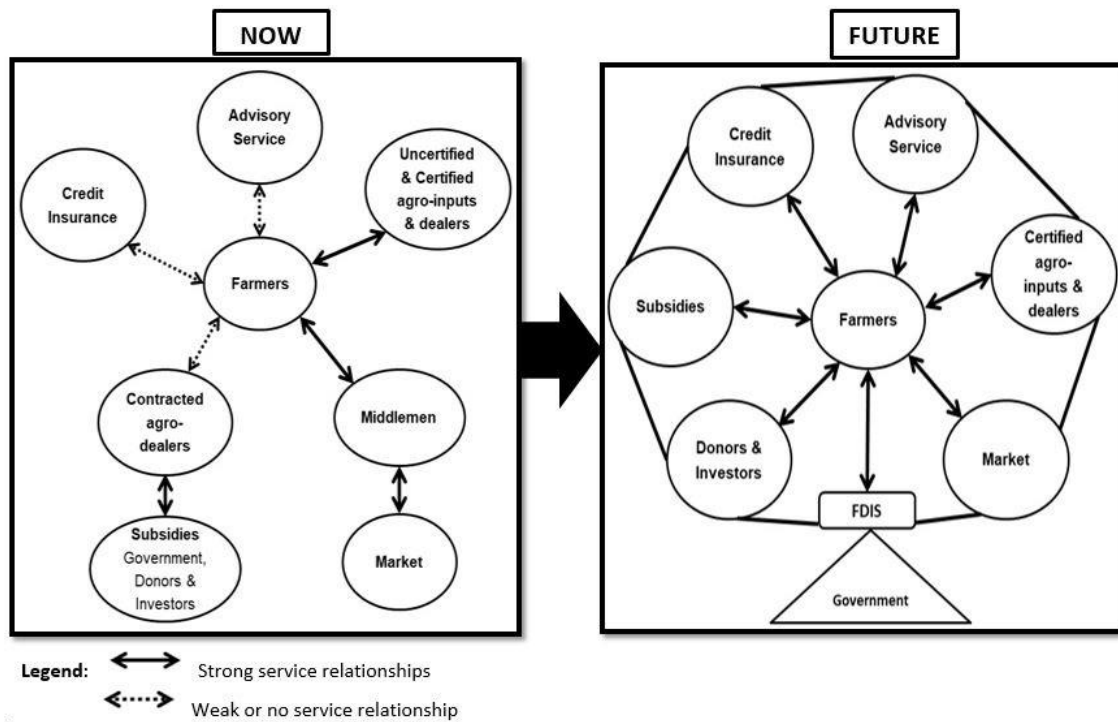 NOW
FUTURE
Advisory
Service
Uncertified
& Certified
agro-inputs
& dealers
Credit
Insurance
Farmers
Contracted
agro-
dealers
Middlemen
Subsidies
Government,
Donors &
Investors
Market
Credit
Insurance
Advisory
Service
Certified
agro-
inputs &
dealers
Subsidies
Farmers
Donors &
Investors
Market
FDIS
Government
Legend: Strong service relationships
Weak or no service relationship